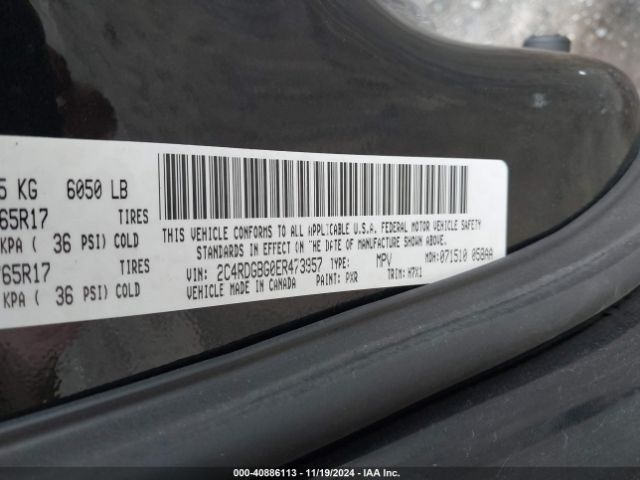 5 KG 6050 LB
65R17 TIRES
KPA ( 36 PSI) COLD
65R17 TIRES
KPA ( 36 PSI) COLD
THIS VEHICLE CONFORMS TO ALL APPLICABLE U.S.A. FEDERAL MOTOR VEHICLE SAFETY
STANDARDS IN EFFECT ON THE DATE OF MANUFACTURE SHOWN ABOVE.
VIN: 2C4RDGBG0ER473957 TYPE: MPV MDH: 071510 058AA
VEHICLE MADE IN CANADA PAINT: PXR TRIM: H7X1
000-40886113 — 11/19/2024 — IAA Inc.